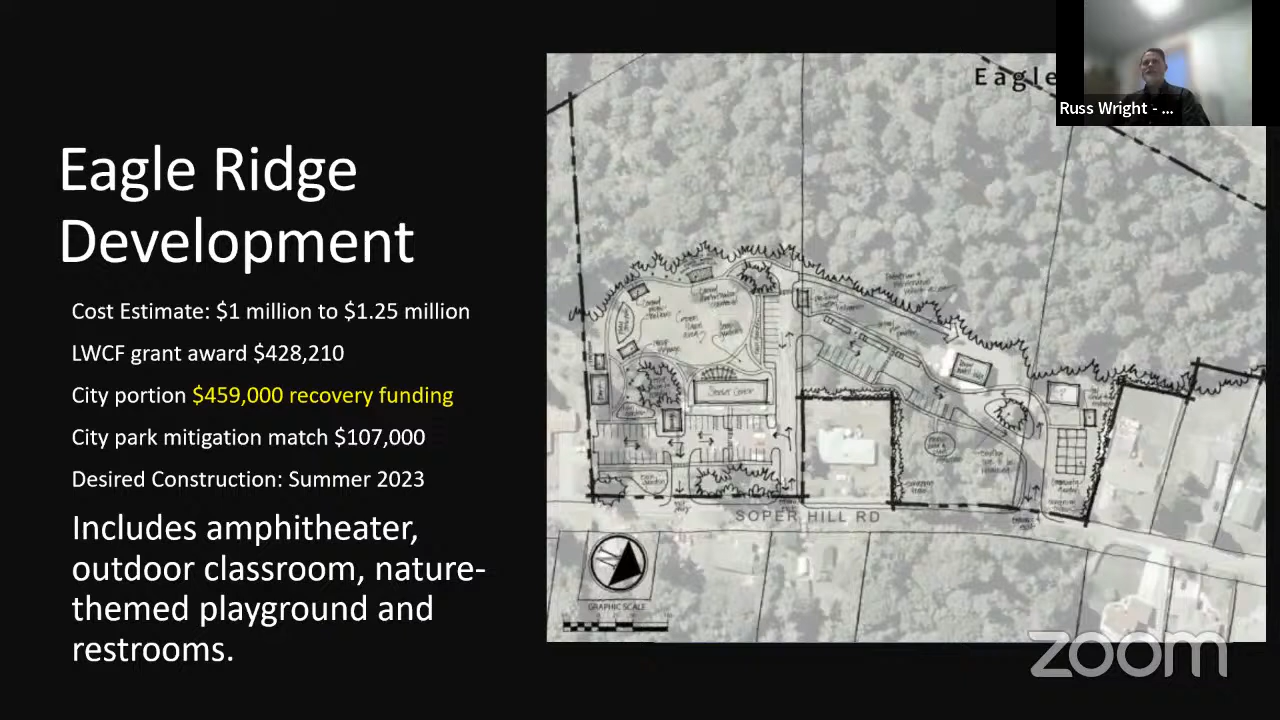 Eagle Ridge
Development
Cost Estimate: $1 million to $1.25 million
LWCF grant award $428,210
City portion $459,000 recovery funding
City park mitigation match $107,000
Desired Construction: Summer 2023
Includes amphitheater,
outdoor classroom, nature-
themed playground and
restrooms.
Eagle
Russ Wright - ...
Senior Center
SOPER HILL RD
GRAPHIC SCALE
zoom